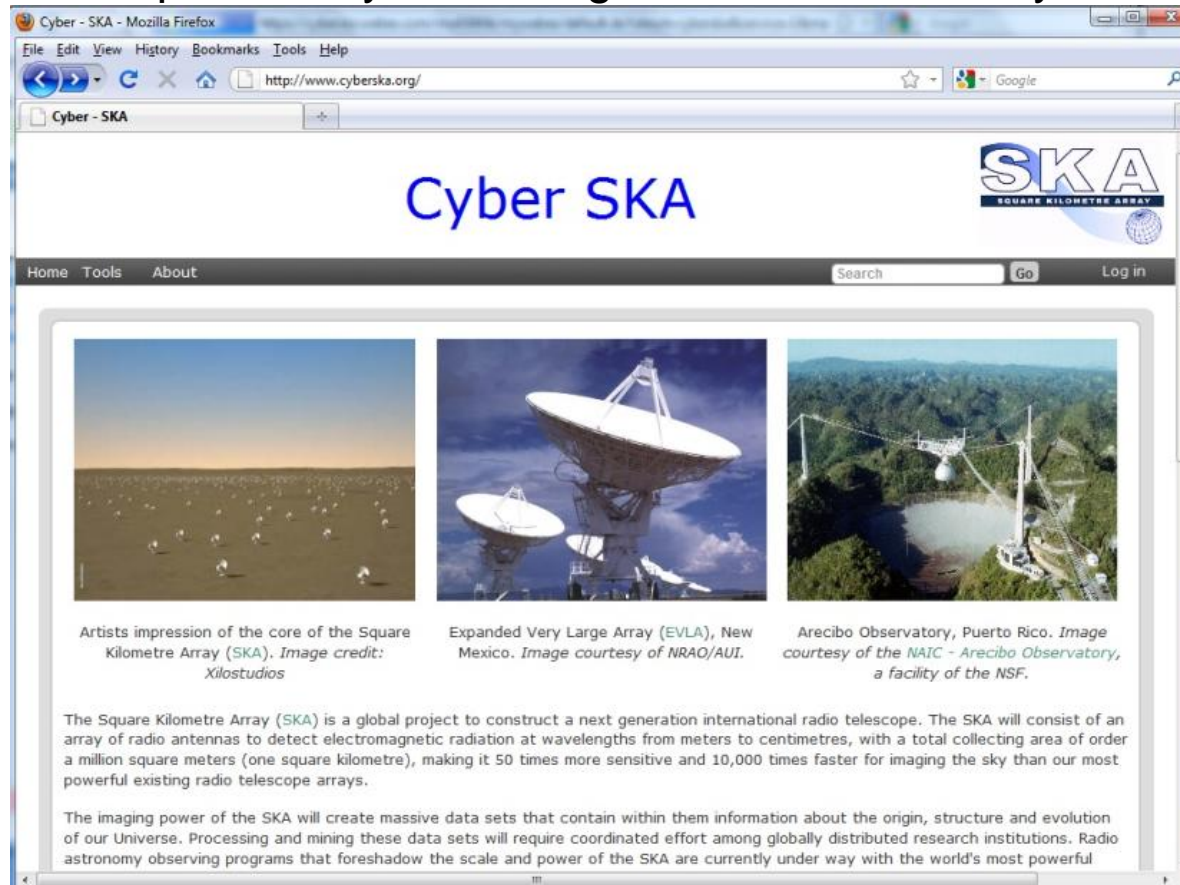 Cyber - SKA - Mozilla Firefox
File Edit View History Bookmarks Tools Help
http://www.cyberska.org/
Google
Cyber - SKA
Cyber SKA
SKA
SQUARE KILOMETRE ARRAY
Home Tools About
Search
Go
Log in
Artists impression of the core of the Square
Kilometre Array (SKA). Image credit:
Xilostudios
Expanded Very Large Array (EVLA), New
Mexico. Image courtesy of NRAO/AUI.
Arecibo Observatory, Puerto Rico. Image
courtesy of the NAIC - Arecibo Observatory,
a facility of the NSF.
The Square Kilometre Array (SKA) is a global project to construct a next generation international radio telescope. The SKA will consist of an
array of radio antennas to detect electromagnetic radiation at wavelengths from meters to centimetres, with a total collecting area of order
a million square meters (one square kilometre), making it 50 times more sensitive and 10,000 times faster for imaging the sky than our most
powerful existing radio telescope arrays.
The imaging power of the SKA will create massive data sets that contain within them information about the origin, structure and evolution
of our Universe. Processing and mining these data sets will require coordinated effort among globally distributed research institutions. Radio
astronomy observing programs that foreshadow the scale and power of the SKA are currently under way with the world's most powerful